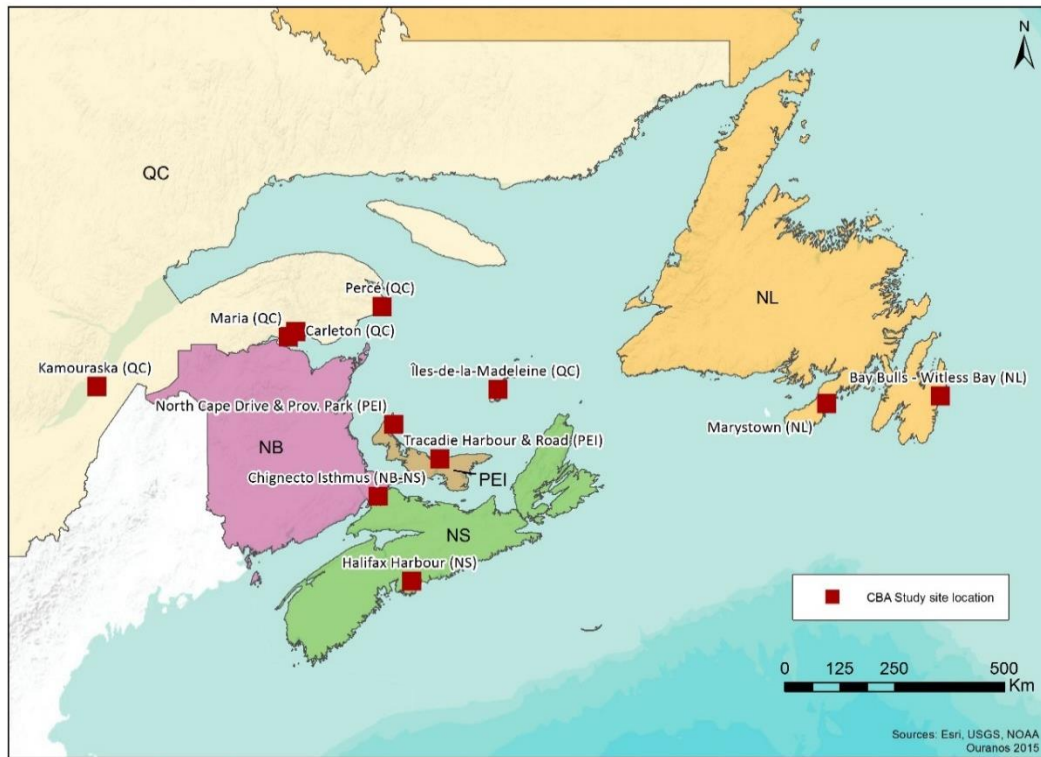 N
QC
NL
Percé (QC)
Maria (QC)
Carleton (QC)
Kamouraska (QC)
Îles-de-la-Madeleine (QC)
Bay Bulls - Witless Bay (NL)
Marystown (NL)
North Cape Drive & Prov. Park (PEI)
Tracadie Harbour & Road (PEI)
NB
PEI
Chignecto Isthmus (NB-NS)
NS
Halifax Harbour (NS)
CBA Study site location
0 125 250 500
Km
Sources: Esri, USGS, NOAA
Ouranos 2015